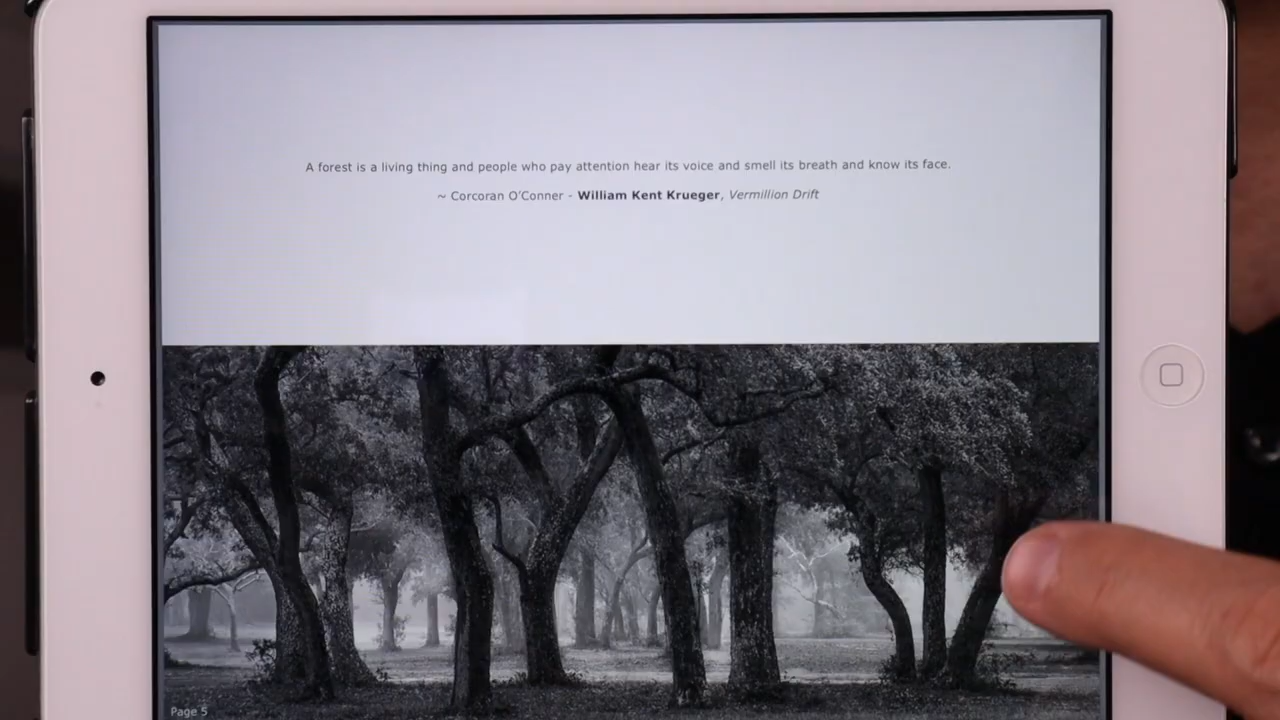 A forest is a living thing and people who pay attention hear its voice and smell its breath and know its face.
~ Corcoran O'Conner - William Kent Krueger, Vermillion Drift
Page 5